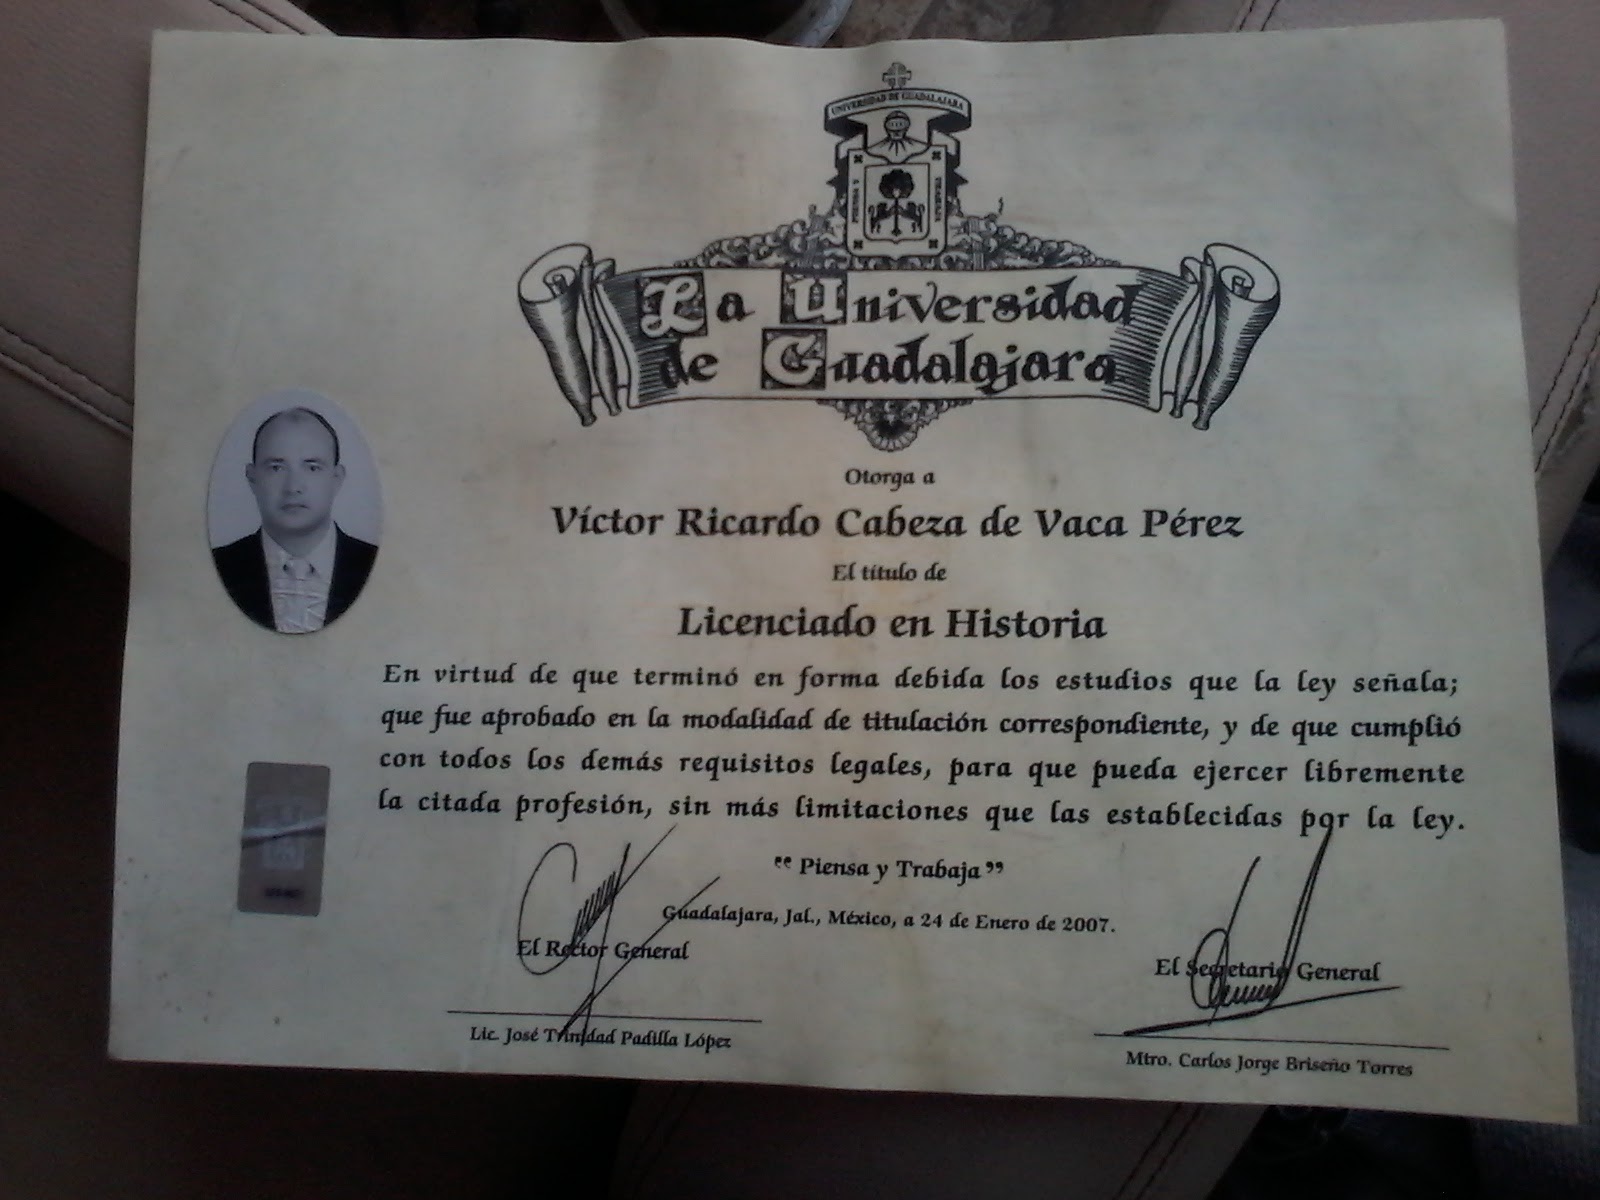 UNIVERSIDAD DE GUADALAJARA
PIENSA Y
TRABAJA
La Universidad
de Guadalajara
Otorga a
Víctor Ricardo Cabeza de Vaca Pérez
El título de
Licenciado en Historia
En virtud de que terminó en forma debida los estudios que la ley señala;
que fue aprobado en la modalidad de titulación correspondiente, y de que cumplió
con todos los demás requisitos legales, para que pueda ejercer libremente
la citada profesión, sin más limitaciones que las establecidas por la ley.
“ Piensa y Trabaja ”
Guadalajara, Jal., México, a 24 de Enero de 2007.
El Rector General
Lic. José Trinidad Padilla López
El Secretario General
Mtro. Carlos Jorge Briseño Torres